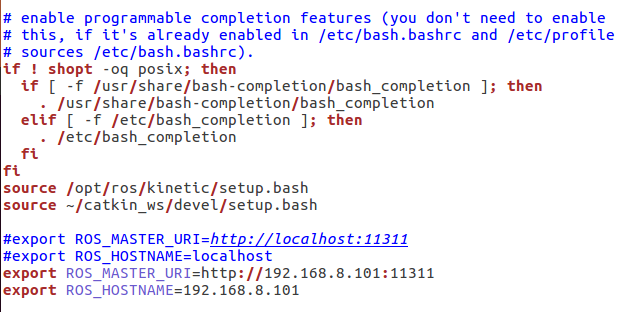 # enable programmable completion features (you don't need to enable
# this, if it's already enabled in /etc/bash.bashrc and /etc/profile
# sources /etc/bash.bashrc).
if ! shopt -oq posix; then
  if [ -f /usr/share/bash-completion/bash_completion ]; then
    . /usr/share/bash-completion/bash_completion
  elif [ -f /etc/bash_completion ]; then
    . /etc/bash_completion
  fi
fi
source /opt/ros/kinetic/setup.bash
source ~/catkin_ws/devel/setup.bash

#export ROS_MASTER_URI=http://localhost:11311
#export ROS_HOSTNAME=localhost
export ROS_MASTER_URI=http://192.168.8.101:11311
export ROS_HOSTNAME=192.168.8.101